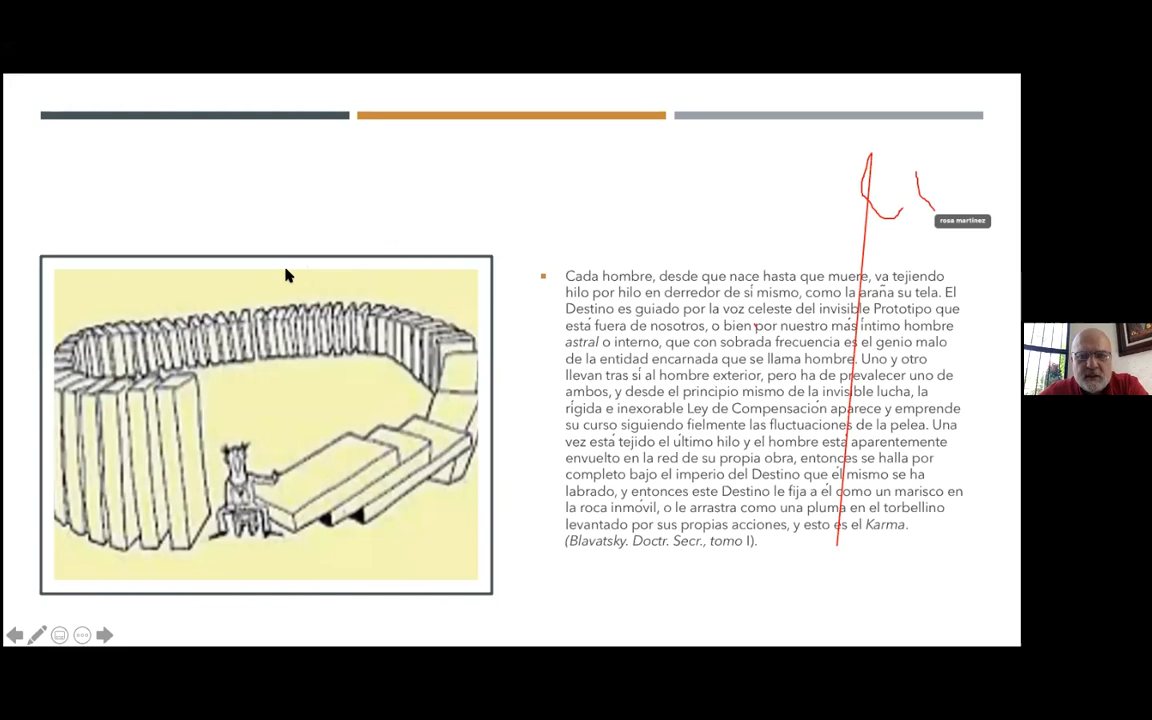 rosa martínez
Cada hombre, desde que nace hasta que muere, va tejiendo
hilo por hilo en derredor de sí mismo, como la araña su tela. El
Destino es guiado por la voz celeste del invisible Prototipo que
está fuera de nosotros, o bien por nuestro más íntimo hombre
astral o interno, que con sobrada frecuencia es el genio malo
de la entidad encarnada que se llama hombre. Uno y otro
llevan tras sí al hombre exterior, pero ha de prevalecer uno de
ambos, y desde el principio mismo de la invisible lucha, la
rígida e inexorable Ley de Compensación aparece y emprende
su curso siguiendo fielmente las fluctuaciones de la pelea. Una
vez está tejido el último hilo y el hombre está aparentemente
envuelto en la red de su propia obra, entonces se halla por
completo bajo el imperio del Destino que él mismo se ha
labrado, y entonces este Destino le fija a él como un marisco en
la roca inmóvil, o le arrastra como una pluma en el torbellino
levantado por sus propias acciones, y esto es el Karma.
(Blavatsky. Doctr. Secr., tomo I).